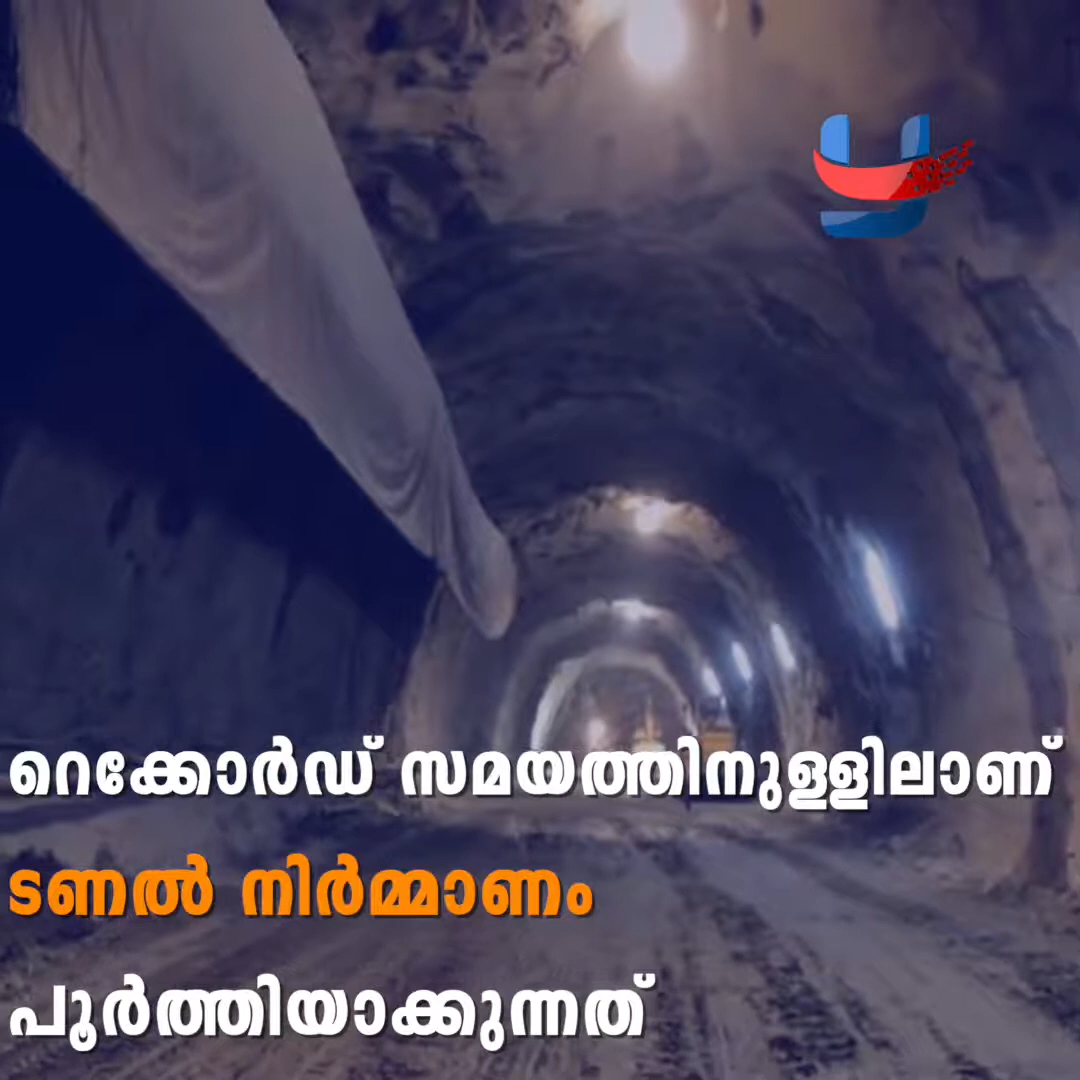 റെക്കോർഡ് സമയത്തിനുള്ളിലാണ്
ടണൽ നിർമ്മാണം
പൂർത്തിയാക്കുന്നത്